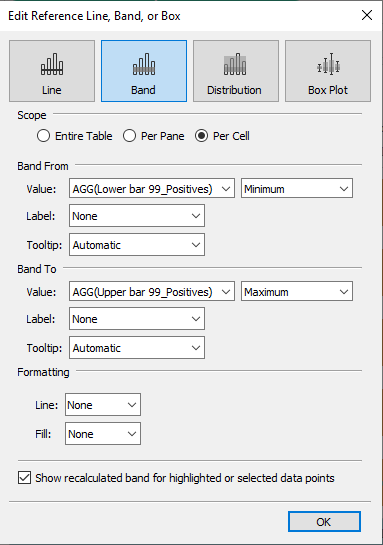 Edit Reference Line, Band, or Box
Line Band Distribution Box Plot
Scope
Entire Table Per Pane Per Cell
Band From
Value: AGG(Lower bar 99_Positives) Minimum
Label: None
Tooltip: Automatic
Band To
Value: AGG(Upper bar 99_Positives) Maximum
Label: None
Tooltip: Automatic
Formatting
Line: None
Fill: None
Show recalculated band for highlighted or selected data points
OK